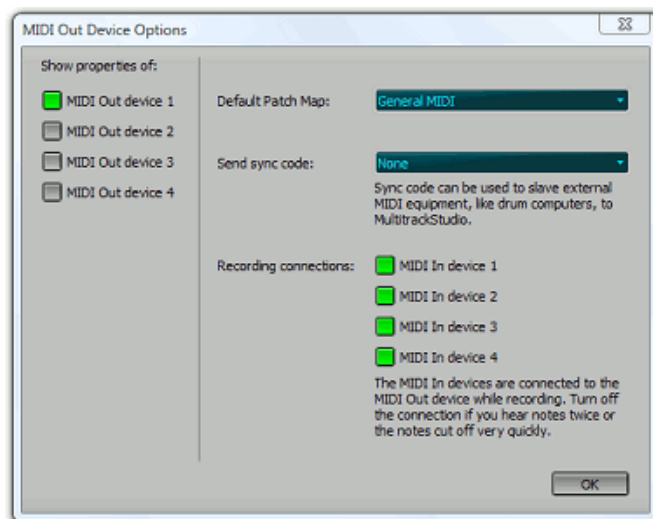 MIDI Out Device Options
Show properties of:
MIDI Out device 1
MIDI Out device 2
MIDI Out device 3
MIDI Out device 4
Default Patch Map:
General MIDI
Send sync code:
None
Sync code can be used to slave external
MIDI equipment, like drum computers, to
MultitrackStudio.
Recording connections:
MIDI In device 1
MIDI In device 2
MIDI In device 3
MIDI In device 4
The MIDI In devices are connected to the
MIDI Out device while recording. Turn off
the connection if you hear notes twice or
the notes cut off very quickly.
OK